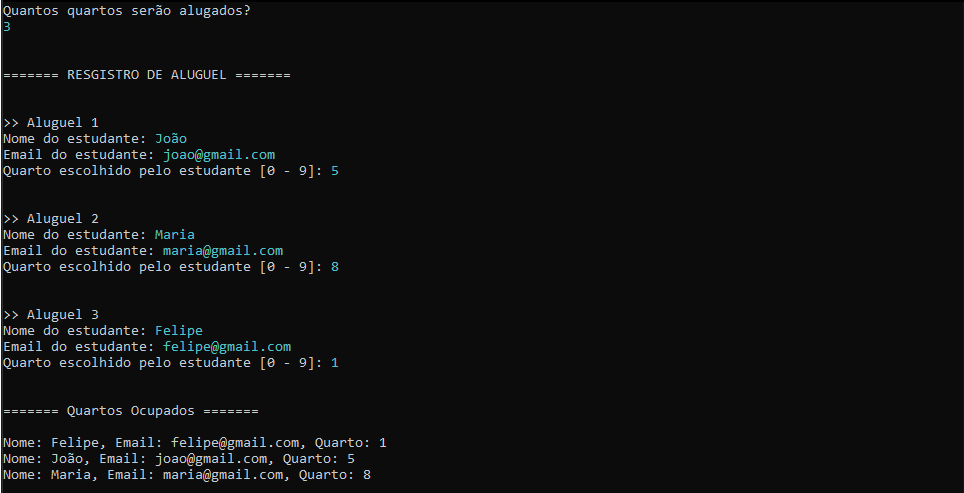 Quantos quartos serão alugados?
3
======= RESGISTRO DE ALUGUEL =======
>> Aluguel 1
Nome do estudante: João
Email do estudante: joao@gmail.com
Quarto escolhido pelo estudante [0 - 9]: 5
>> Aluguel 2
Nome do estudante: Maria
Email do estudante: maria@gmail.com
Quarto escolhido pelo estudante [0 - 9]: 8
>> Aluguel 3
Nome do estudante: Felipe
Email do estudante: felipe@gmail.com
Quarto escolhido pelo estudante [0 - 9]: 1
======= Quartos Ocupados =======
Nome: Felipe, Email: felipe@gmail.com, Quarto: 1
Nome: João, Email: joao@gmail.com, Quarto: 5
Nome: Maria, Email: maria@gmail.com, Quarto: 8